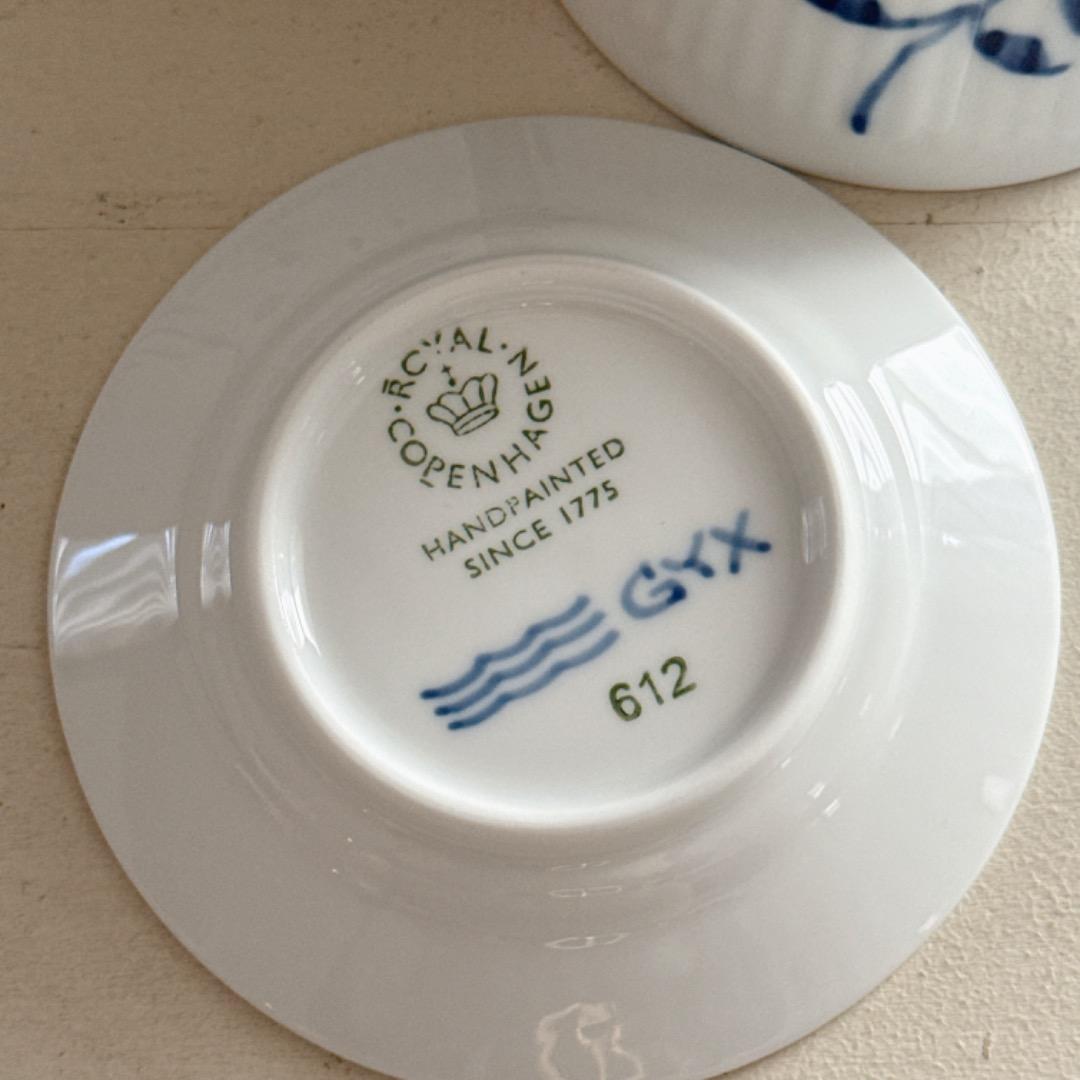 ROYAL
COPENHAGEN
HANDPAINTED
SINCE 1775
GYX
612